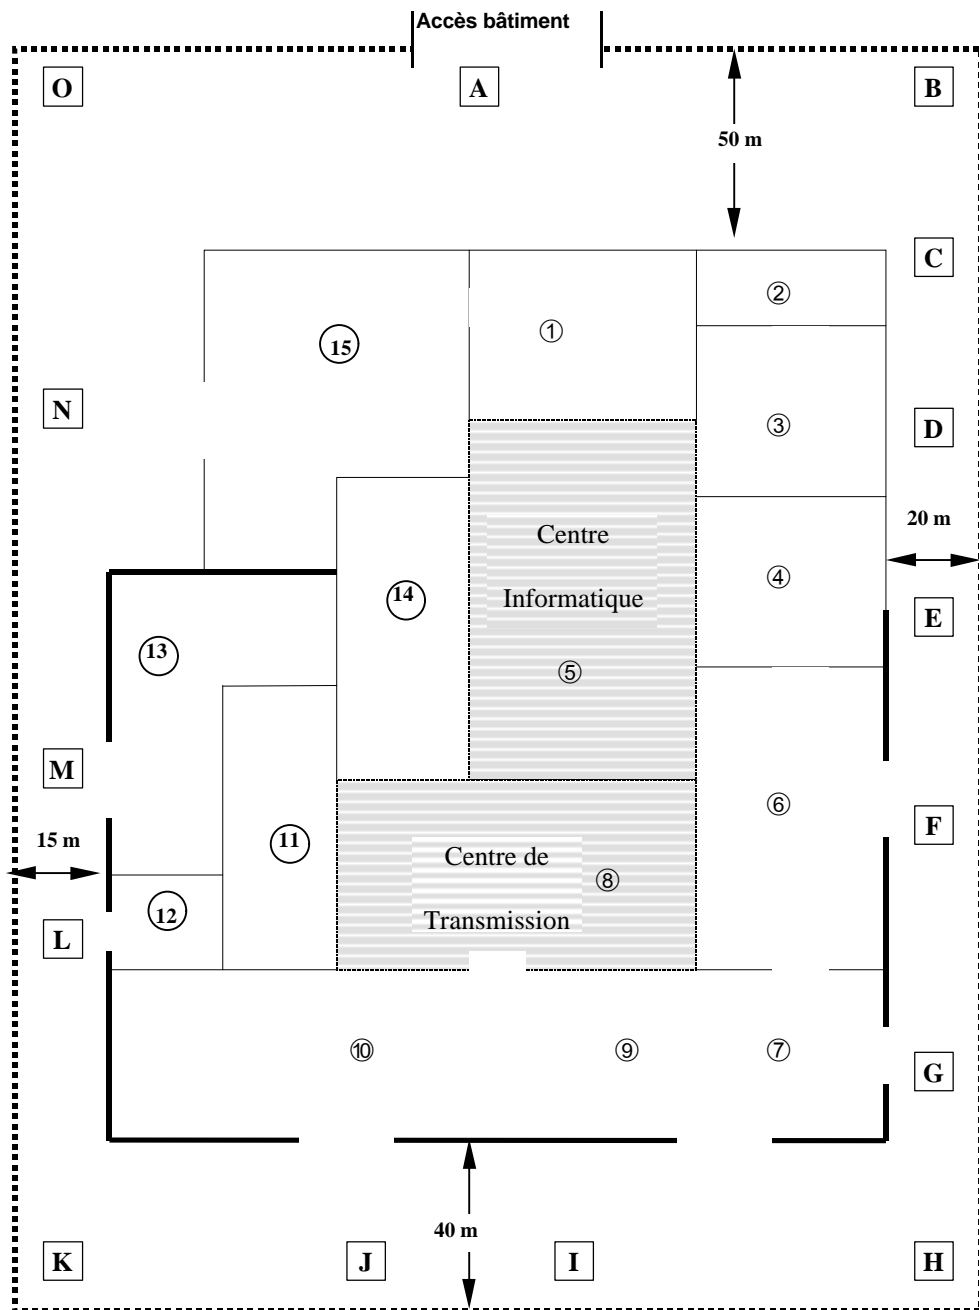 Accès bâtiment
O
A
B
50 m
C
②
①
15
N
③
D
20 m
Centre
④
14
Informatique
E
13
⑤
M
⑥
F
11
15 m
Centre de
⑧
12
Transmission
L
⑩
⑨
⑦
G
40 m
K
J
I
H